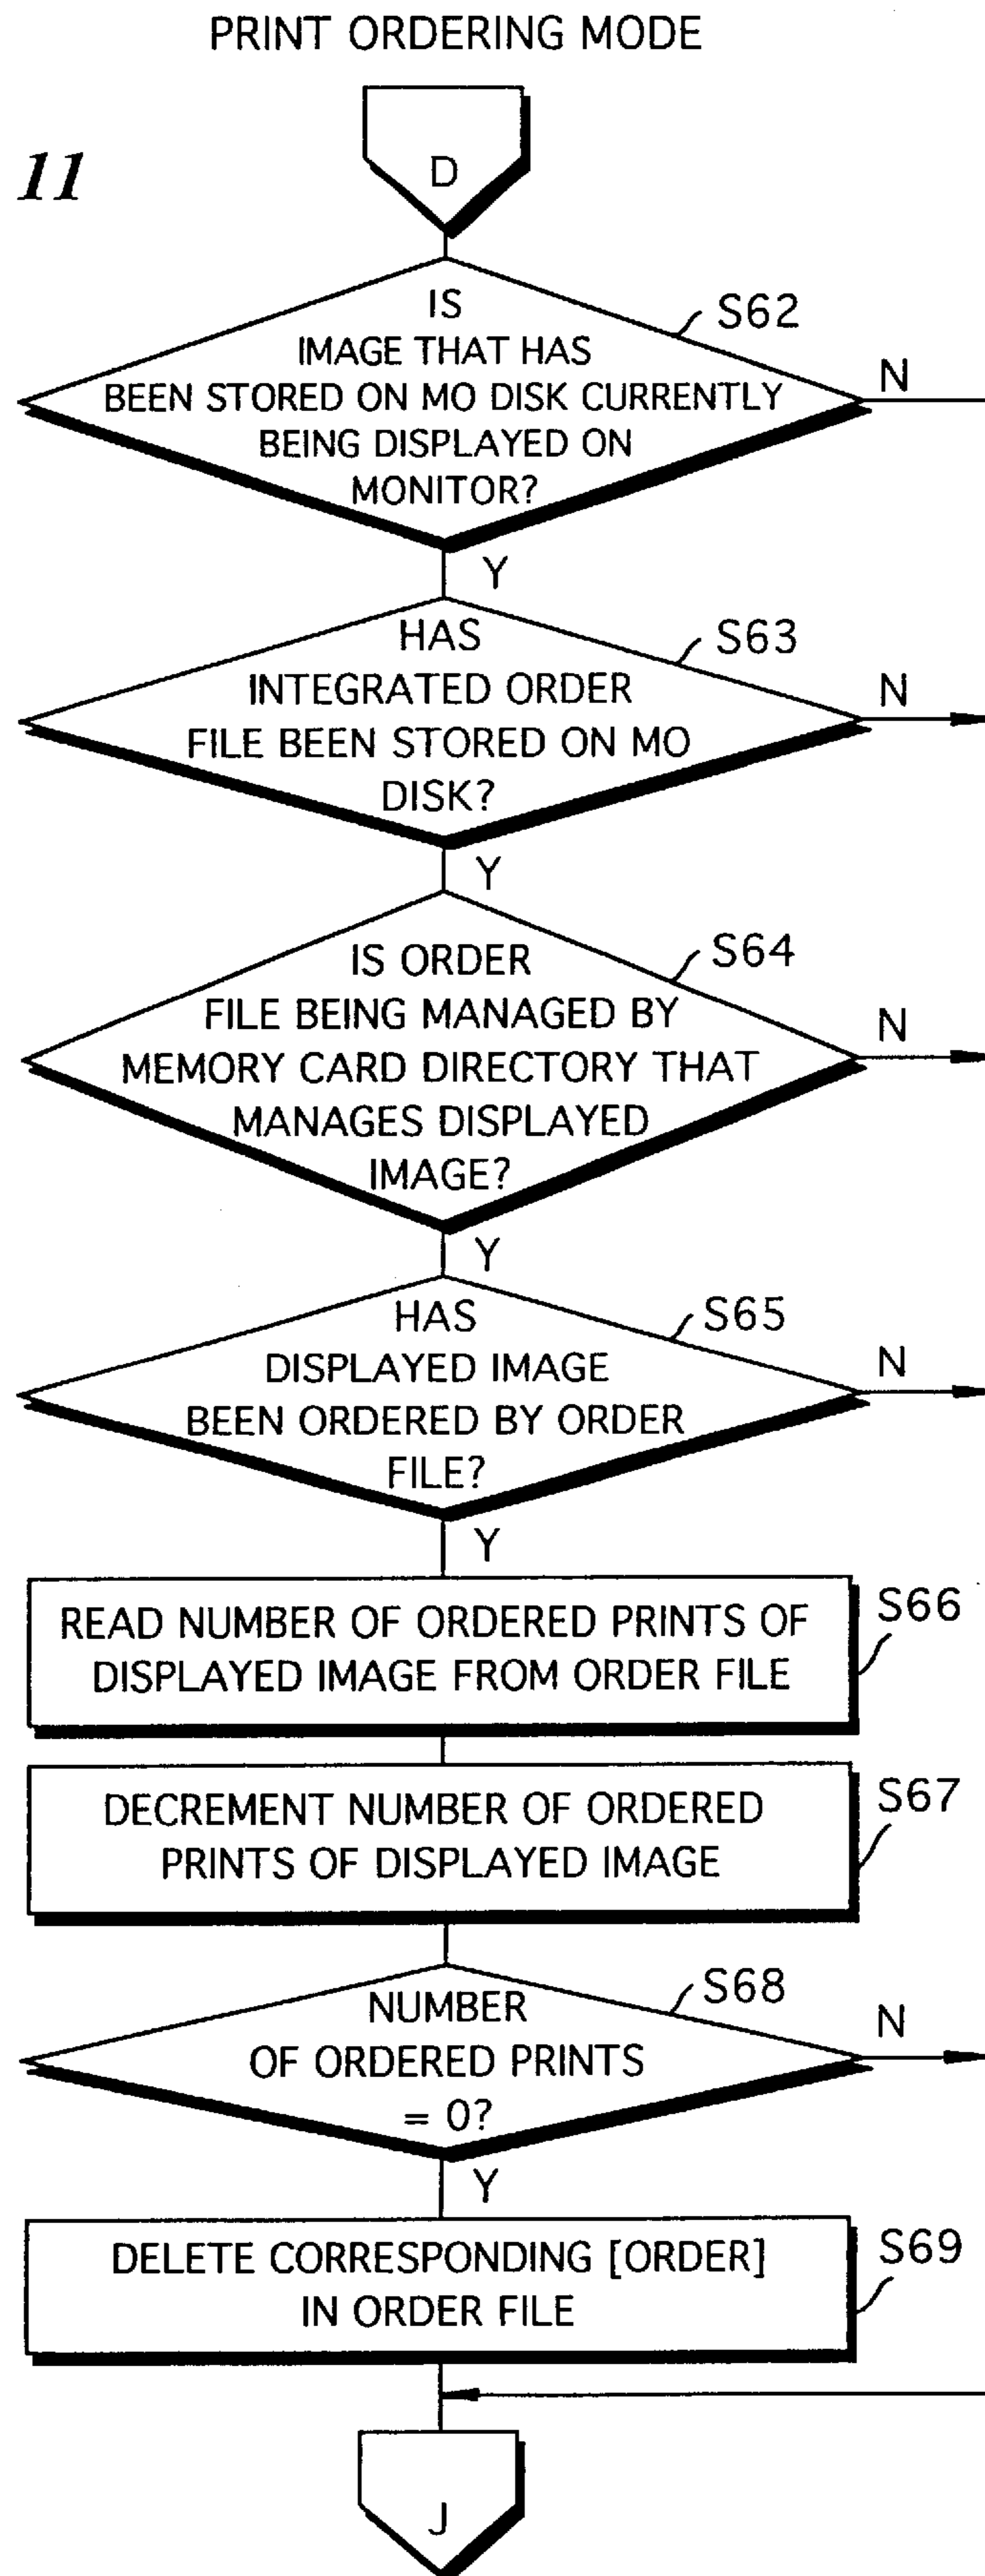 PRINT ORDERING MODE
11
D
IS
IMAGE THAT HAS
BEEN STORED ON MO DISK CURRENTLY
BEING DISPLAYED ON
MONITOR?
S62
N
Y
HAS
INTEGRATED ORDER
FILE BEEN STORED ON MO
DISK?
S63
N
Y
IS ORDER
FILE BEING MANAGED BY
MEMORY CARD DIRECTORY THAT
MANAGES DISPLAYED
IMAGE?
S64
N
Y
HAS
DISPLAYED IMAGE
BEEN ORDERED BY ORDER
FILE?
S65
N
Y
READ NUMBER OF ORDERED PRINTS OF
DISPLAYED IMAGE FROM ORDER FILE
S66
DECREMENT NUMBER OF ORDERED
PRINTS OF DISPLAYED IMAGE
S67
NUMBER
OF ORDERED PRINTS
= 0?
S68
N
Y
DELETE CORRESPONDING [ORDER]
IN ORDER FILE
S69
J